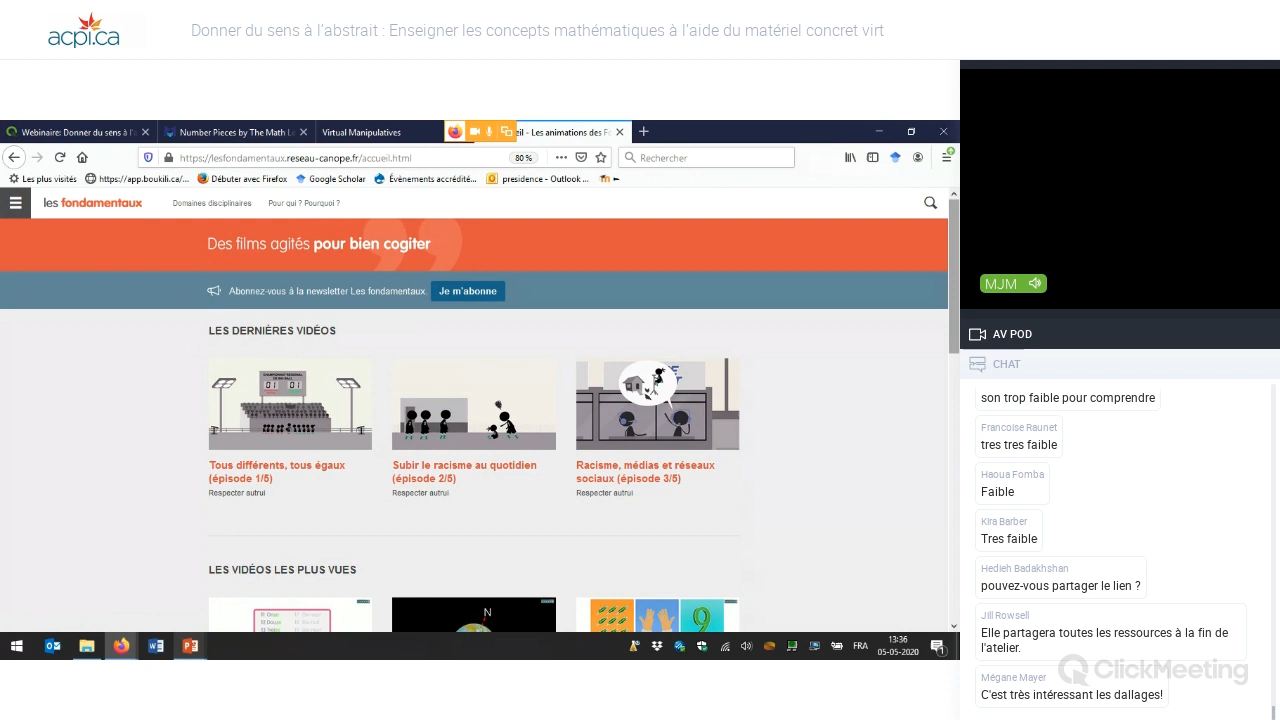 acpi.ca
Donner du sens à l'abstrait : Enseigner les concepts mathématiques à l'aide du matériel concret virt
Webinaire: Donner du sens à l'a
Number Pieces by The Math Le
Virtual Manipulatives
eil - Les animations des Fo
https://lesfondamentaux.reseau-canope.fr/accueil.html
80 %
Rechercher
Les plus visités
https://app.boukili.ca/...
Débuter avec Firefox
Google Scholar
Évènements accrédité...
presidence - Outlook ...
les fondamentaux
Domaines disciplinaires
Pour qui ? Pourquoi ?
Des films agités pour bien cogiter
Abonnez-vous à la newsletter Les fondamentaux.
Je m'abonne
LES DERNIÈRES VIDÉOS
01 01
Tous différents, tous égaux
(épisode 1/5)
Respecter autrui
Subir le racisme au quotidien
(épisode 2/5)
Respecter autrui
Racisme, médias et réseaux
sociaux (épisode 3/5)
Respecter autrui
LES VIDÉOS LES PLUS VUES
N
9
FRA
13:36
05-05-2020
1
MJM
AV POD
CHAT
son trop faible pour comprendre
Francoise Raunet
tres tres faible
Haoua Fomba
Faible
Kira Barber
Tres faible
Hedieh Badakhshan
pouvez-vous partager le lien ?
Jill Rowsell
Elle partagera toutes les ressources à la fin de
l'atelier.
Mégane Mayer
C'est très intéressant les dallages!
ClickMeeting